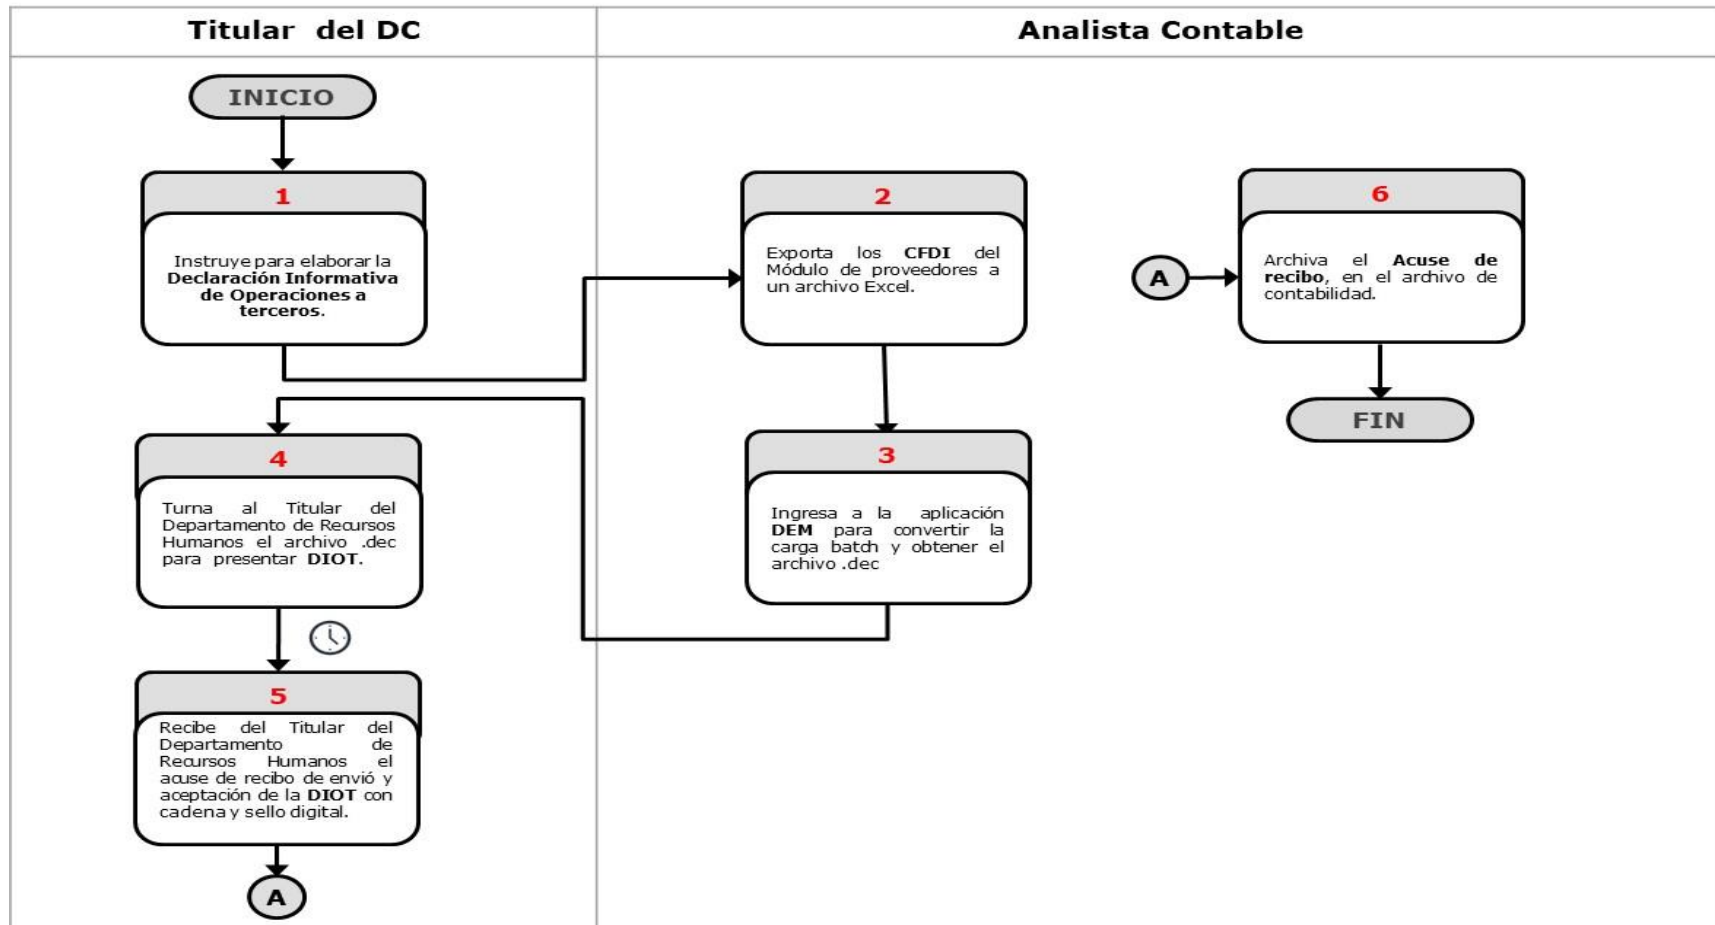 Titular del DC
Analista Contable
INICIO
1
Instruye para elaborar la
Declaración Informativa
de Operaciones a
terceros.
2
Exporta los CFDI del
Módulo de proveedores a
un archivo Excel.
3
Ingresa a la aplicación
DEM para convertir la
carga batch y obtener el
archivo .dec
4
Turna al Titular del
Departamento de Recursos
Humanos el archivo .dec
para presentar DIOT.
5
Recibe del Titular del
Departamento de
Recursos Humanos el
acuse de recibo de envió y
aceptación de la DIOT con
cadena y sello digital.
A
A
6
Archiva el Acuse de
recibo, en el archivo de
contabilidad.
FIN